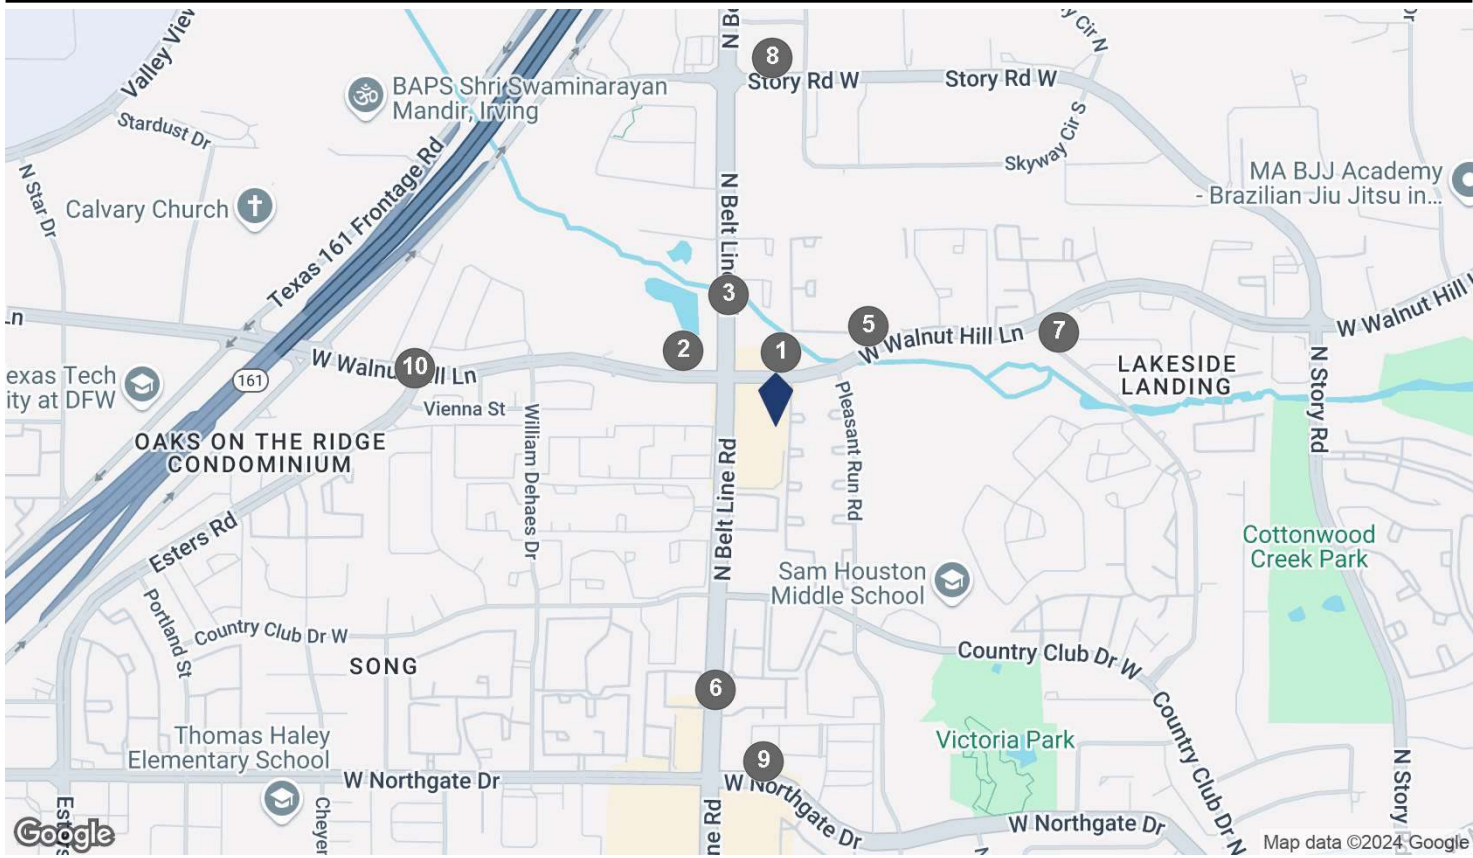 N Be
8
Story Rd W
Story Rd W
y Cir N
Dr
Valley View
BAPS Shri Swaminarayan
Mandir, Irving
Stardust Dr
Skyway Cir S
N Star Dr
MA BJJ Academy
- Brazilian Jiu Jitsu in...
Calvary Church
N Belt Line
Texas 161 Frontage Rd
3
Ln
2
1
5
W Walnut Hill Ln
7
W Walnut Hill L
W Walnut Hill Ln
10
161
exas Tech
ity at DFW
Vienna St
LAKESIDE
LANDING
N Story Rd
OAKS ON THE RIDGE
CONDOMINIUM
William Dehaes Dr
N Belt Line Rd
Pleasant Run Rd
Esters Rd
Cottonwood
Creek Park
Sam Houston
Middle School
Portland St
Country Club Dr W
SONG
Country Club Dr W
6
Country Club Dr N
Thomas Haley
Elementary School
Victoria Park
W Northgate Dr
9
W Northgate Dr
N Story R
Esters
Cheyen
ne Rd
W Northgate Dr
N
Google
Map data ©2024 Google